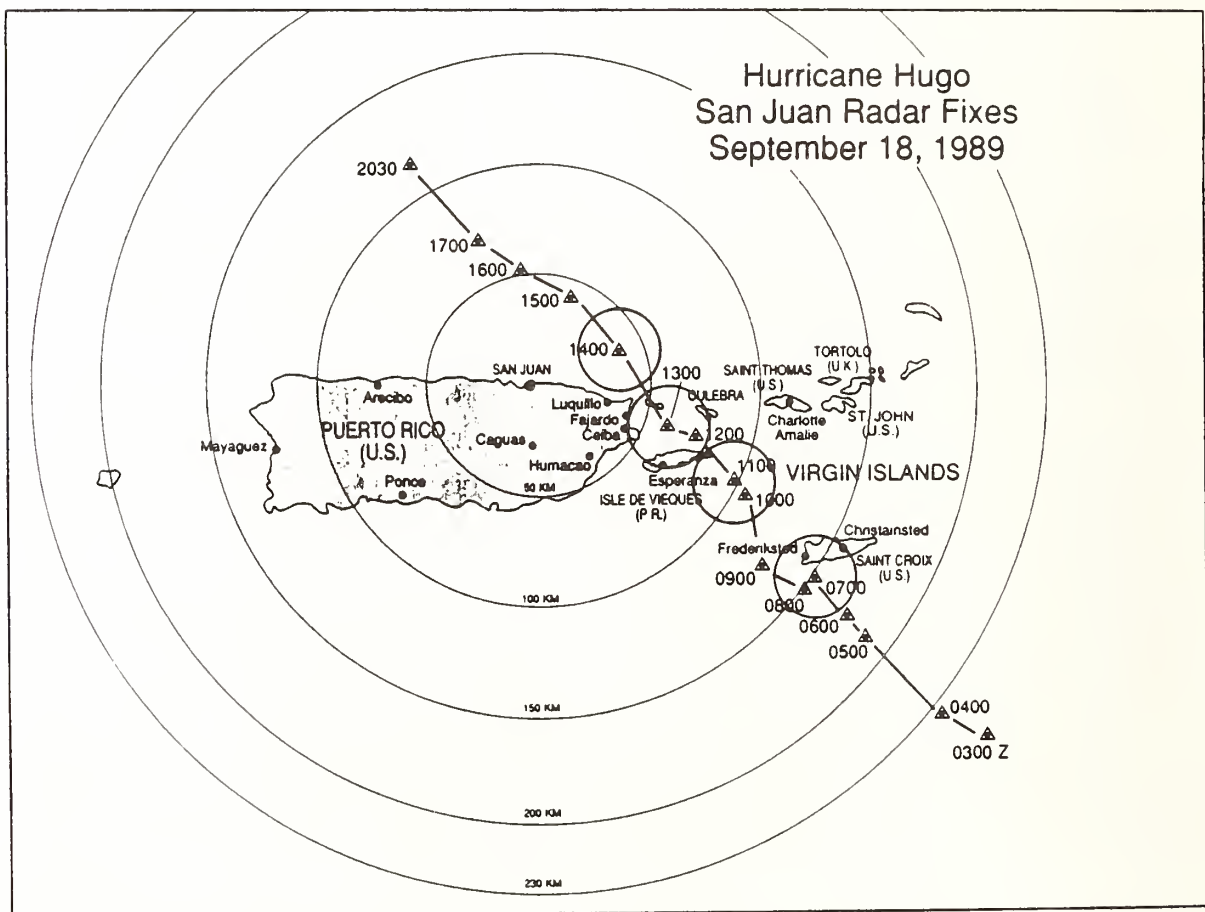 Hurricane Hugo
San Juan Radar Fixes
September 18, 1989
2030
1700
1600
1500
1400
1300
TORTOLO
(U.K.)
SAINT THOMAS
(U.S.)
SAN JUAN
CULEBRA
Arecibo
Luquillo
Fajardo
Ceiba
Charlotte
Amalie
ST. JOHN
(U.S.)
PUERTO RICO
(U.S.)
Caguas
200
Mayaguez
Humacao
Esperanza
1100
VIRGIN ISLANDS
Ponce
50 KM
ISLE DE VIEQUES
(P.R.)
1000
Christainsted
Frederiksted
SAINT CROIX
(U.S.)
0900
0700
0800
100 KM
0600
0500
150 KM
0400
0300 Z
200 KM
230 KM